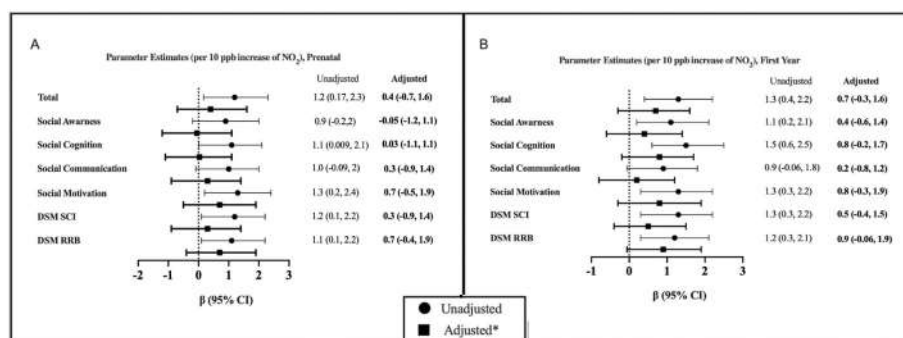 A
Parameter Estimates (per 10 ppb increase of NO2), Prenatal
Unadjusted Adjusted
Total 1.2 (0.17, 2.3) 0.4 (-0.7, 1.6)
Social Awarness 0.9 (-0.2,2) -0.05 (-1.2, 1.1)
Social Cognition 1.1 (0.009, 2.1) 0.03 (-1.1, 1.1)
Social Communication 1.0 (-0.09, 2) 0.3 (-0.9, 1.4)
Social Motivation 1.3 (0.2, 2.4) 0.7 (-0.5, 1.9)
DSM SCI 1.2 (0.1, 2.2) 0.3 (-0.9, 1.4)
DSM RRB 1.1 (0.1, 2.2) 0.7 (-0.4, 1.9)
-1 0 1 2 3
β (95% CI)
B
Parameter Estimates (per 10 ppb increase of NO2), First Year
Unadjusted Adjusted
Total 1.3 (0.4, 2.2) 0.7 (-0.3, 1.6)
Social Awarness 1.1 (0.2, 2.1) 0.4 (-0.6, 1.4)
Social Cognition 1.5 (0.6, 2.5) 0.8 (-0.2, 1.7)
Social Communication 0.9 (-0.06, 1.8) 0.2 (-0.8, 1.2)
Social Motivation 1.3 (0.3, 2.2) 0.8 (-0.3, 1.9)
DSM SCI 1.3 (0.3, 2.2) 0.5 (-0.4, 1.5)
DSM RRB 1.2 (0.3, 2.1) 0.9 (-0.06, 1.9)
-1 0 1 2 3
β (95% CI)
Unadjusted
Adjusted*